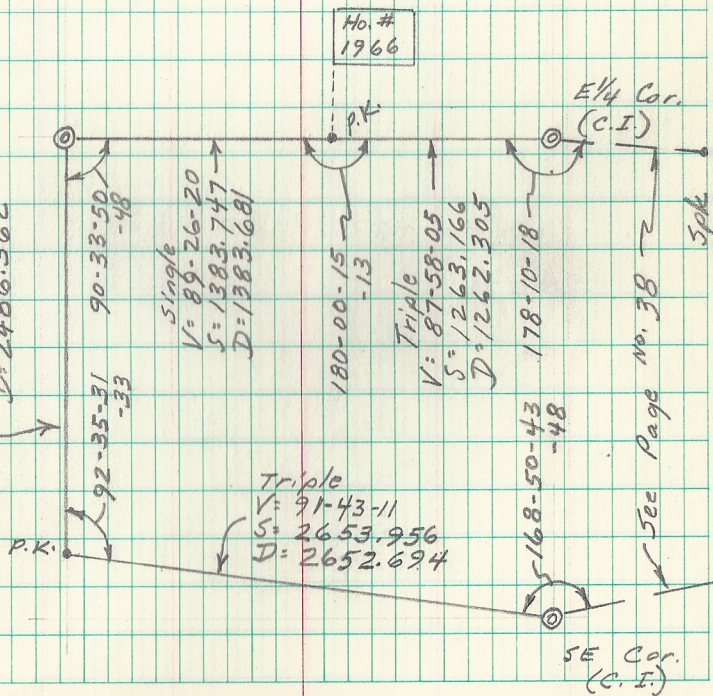 Ho. #
1966
P.K.
E1/4 Cor.
(C.I.)
Spk
90-33-50
-48
Single
V= 89-26-20
S= 1383.747
D= 1383.681
180-00-15
-13
Triple
V= 87-58-05
S= 1263.166
D= 1262.305
178-10-18
See Page No. 38
92-35-31
-33
Triple
V= 91-43-11
S= 2653.956
D= 2652.694
168-50-43
-48
P.K.
SE Cor.
(C.I.)